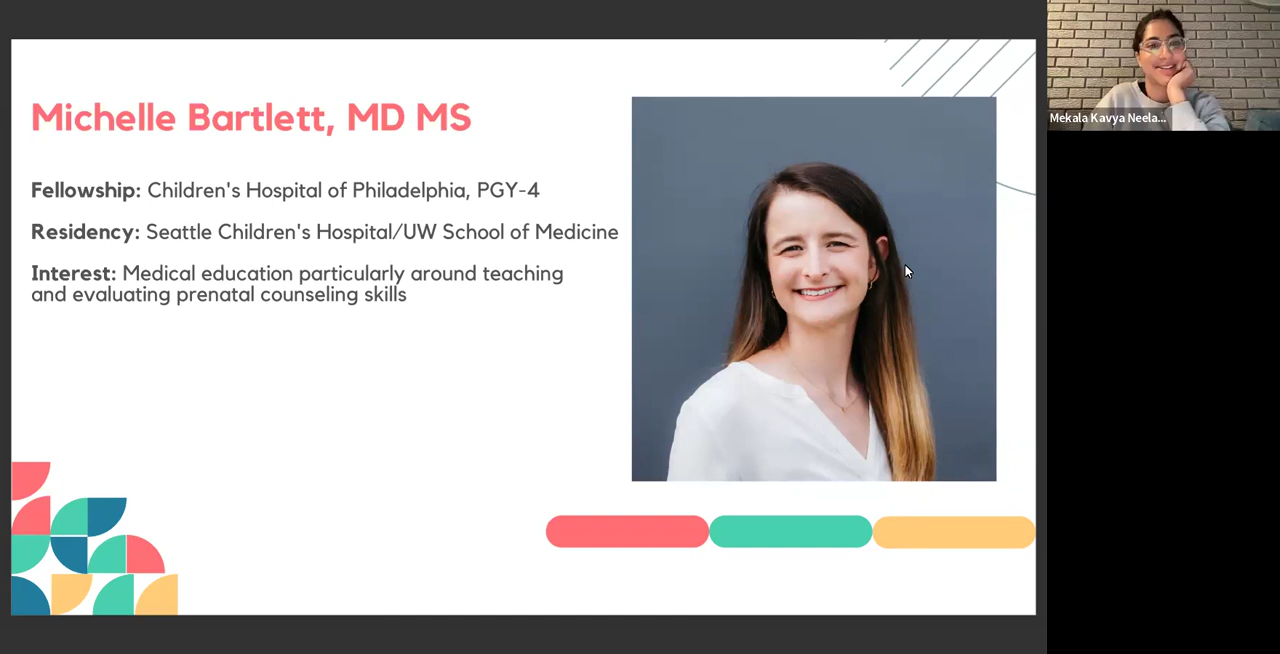 Michelle Bartlett, MD MS
Fellowship: Children's Hospital of Philadelphia, PGY-4
Residency: Seattle Children's Hospital/UW School of Medicine
Interest: Medical education particularly around teaching
and evaluating prenatal counseling skills
Mekala Kavya Neela...